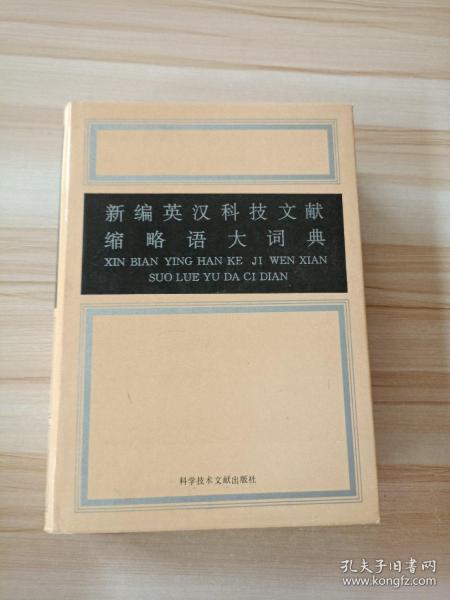 新编英汉科技文献
缩略语大词典
XIN BIAN YING HAN KE JI WEN XIAN
SUO LUE YU DA CI DIAN
科学技术文献出版社
孔夫子旧书网
www.kongfz.com